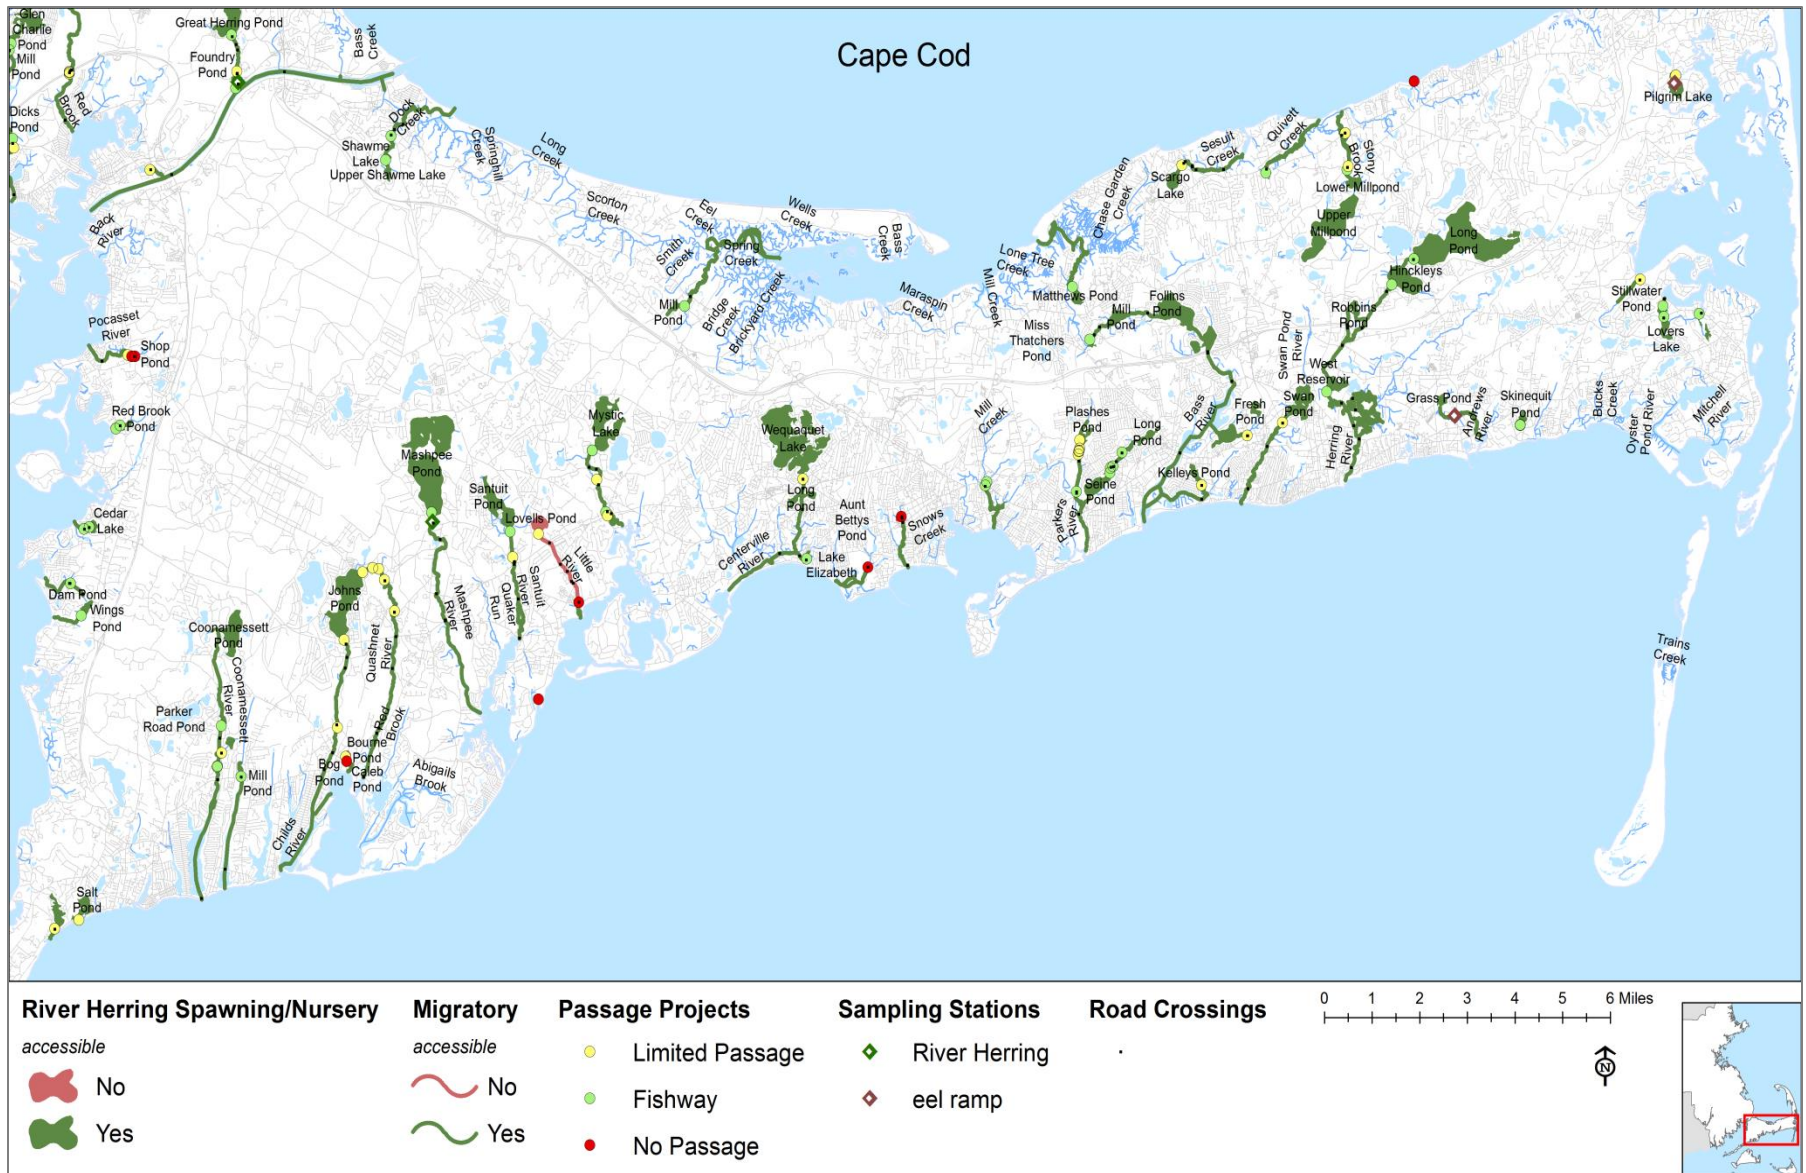 Cape Cod
Glen
Charlie
Pond
Mill
Pond
Great Herring Pond
Foundry
Pond
Bass
Creek
Red
Brook
Dicks
Pond
Dock
Creek
Shawme
Lake
Upper Shawme Lake
Springhill
Creek
Long
Creek
Back
River
Scorton
Creek
Eel
Creek
Wells
Creek
Smith
Creek
Spring
Creek
Bass
Creek
Mill
Pond
Bridge
Creek
Brickyard Creek
Maraspin
Creek
Mill Creek
Lone Tree
Creek
Chase Garden
Creek
Matthews Pond
Miss
Thatchers
Pond
Mill
Pond
Follins
Pond
Scargo
Lake
Sesuit
Creek
Quivett
Creek
Stony
Brook
Lower Millpond
Upper
Millpond
Long
Pond
Hinckleys
Pond
Robbins
Pond
Swan Pond
River
West
Reservoir
Pilgrim Lake
Stillwater
Pond
Lovers
Lake
Pocasset
River
Shop
Pond
Red Brook
Pond
Mystic
Lake
Wequaquet
Lake
Mill
Creek
Plashes
Pond
Long
Pond
Bass
River
Fresh
Pond
Swan
Pond
Herring
River
Grass Pond
Andrews
River
Skinequit
Pond
Bucks
Creek
Oyster
Pond River
Mitchell
River
Mashpee
Pond
Santuit
Pond
Lovells Pond
Long
Pond
Aunt
Bettys
Pond
Snows
Creek
Parkers
River
Seine
Pond
Kelleys Pond
Cedar
Lake
Little
River
Centerville
River
Lake
Elizabeth
Dam Pond
Wings
Pond
Johns
Pond
Quashnet
River
Mashpee
River
Quaker
Run
Santuit
River
Coonamessett
Pond
Coonamessett
River
Trains
Creek
Parker
Road Pond
Red
Brook
Bourne
Pond
Bog
Pond
Caleb
Pond
Abigails
Brook
Mill
Pond
Childs
River
Salt
Pond
River Herring Spawning/Nursery
accessible
No
Yes
Migratory
accessible
No
Yes
Passage Projects
Limited Passage
Fishway
No Passage
Sampling Stations
River Herring
eel ramp
Road Crossings
0 1 2 3 4 5 6 Miles
N